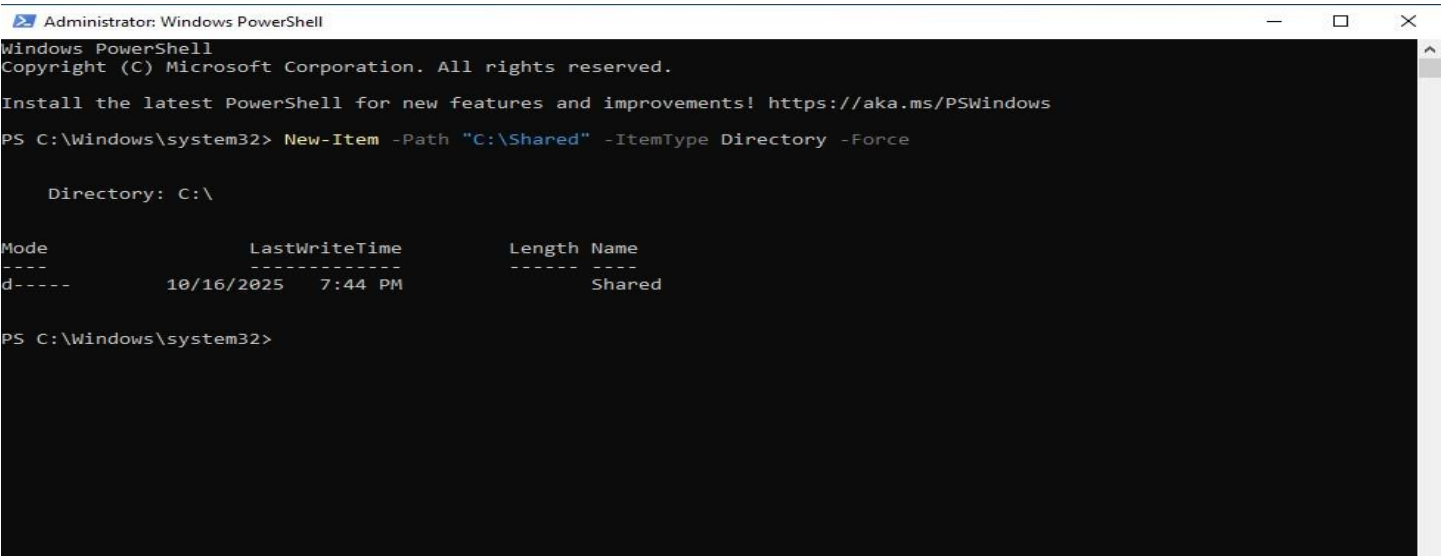 Administrator: Windows PowerShell
Windows PowerShell
Copyright (C) Microsoft Corporation. All rights reserved.
Install the latest PowerShell for new features and improvements! https://aka.ms/PSWindows
PS C:\Windows\system32> New-Item -Path "C:\Shared" -ItemType Directory -Force
    Directory: C:\
Mode                 LastWriteTime         Length Name
----                 -------------         ------ ----
d-----        10/16/2025   7:44 PM                Shared
PS C:\Windows\system32>